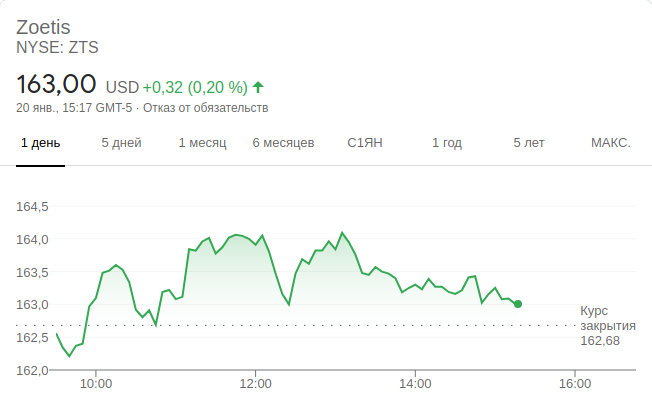 Zoetis
NYSE: ZTS
163,00 USD +0,32 (0,20 %)
20 янв., 15:17 GMT-5 · Отказ от обязательств
1 день 5 дней 1 месяц 6 месяцев С1ЯН 1 год 5 лет МАКС.
164,5
164,0
163,5
163,0
162,5
162,0
Курс
закрытия
162,68
10:00 12:00 14:00 16:00